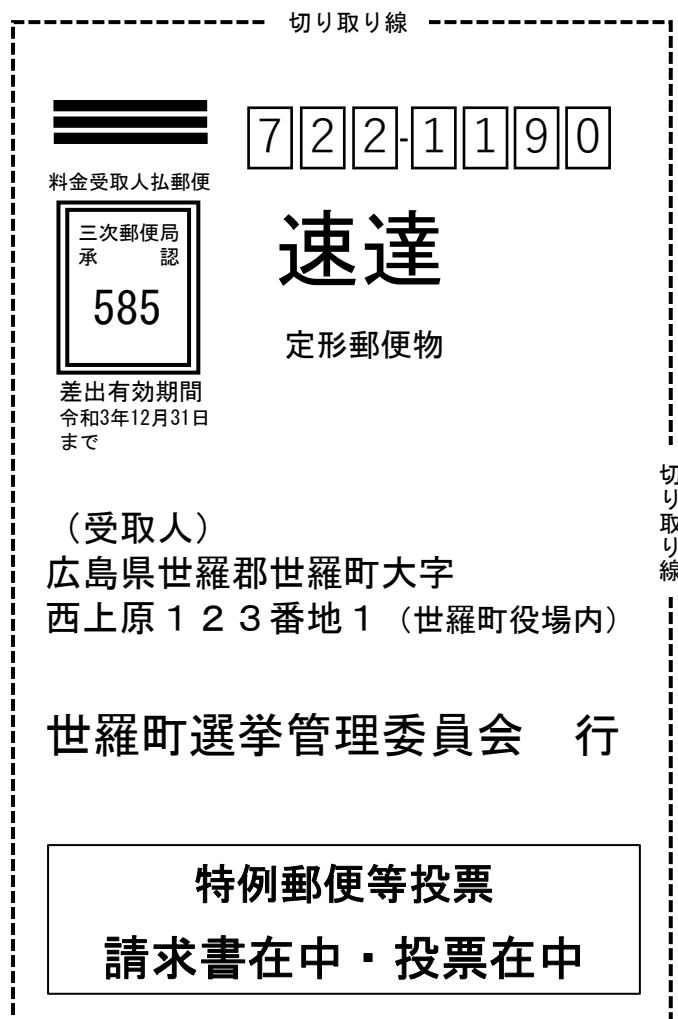 切り取り線
722-1190
料金受取人払郵便
三次郵便局
承　認
585
速達
定形郵便物
差出有効期間
令和3年12月31日
まで
切り取り線
（受取人）
広島県世羅郡世羅町大字
西上原１２３番地１（世羅町役場内）
世羅町選挙管理委員会　行
特例郵便等投票
請求書在中・投票在中